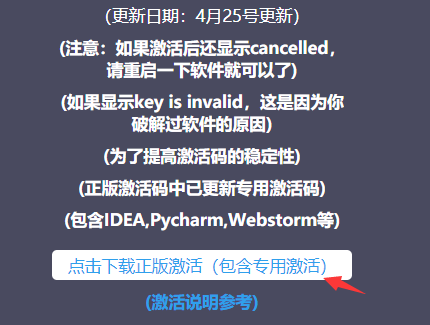 (更新日期：4月25号更新)
(注意：如果激活后还显示cancelled，
请重启一下软件就可以了)
(如果显示key is invalid，这是因为你
破解过软件的原因)
(为了提高激活码的稳定性)
(正版激活码中已更新专用激活码)
(包含IDEA,Pycharm,Webstorm等)
点击下载正版激活（包含专用激活）
(激活说明参考)